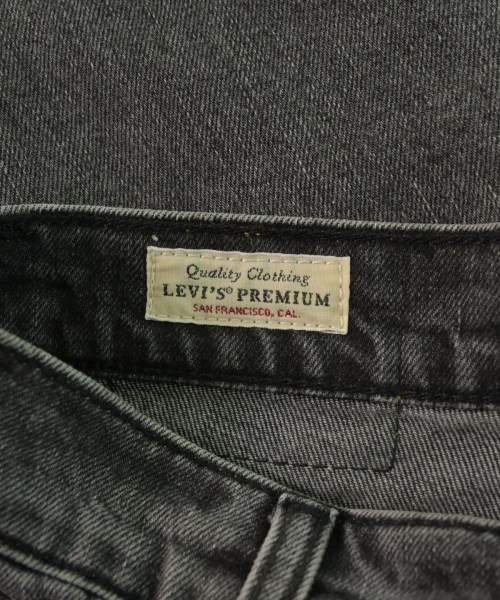 Quality Clothing
LEVI'S® PREMIUM
SAN FRANCISCO, CAL.